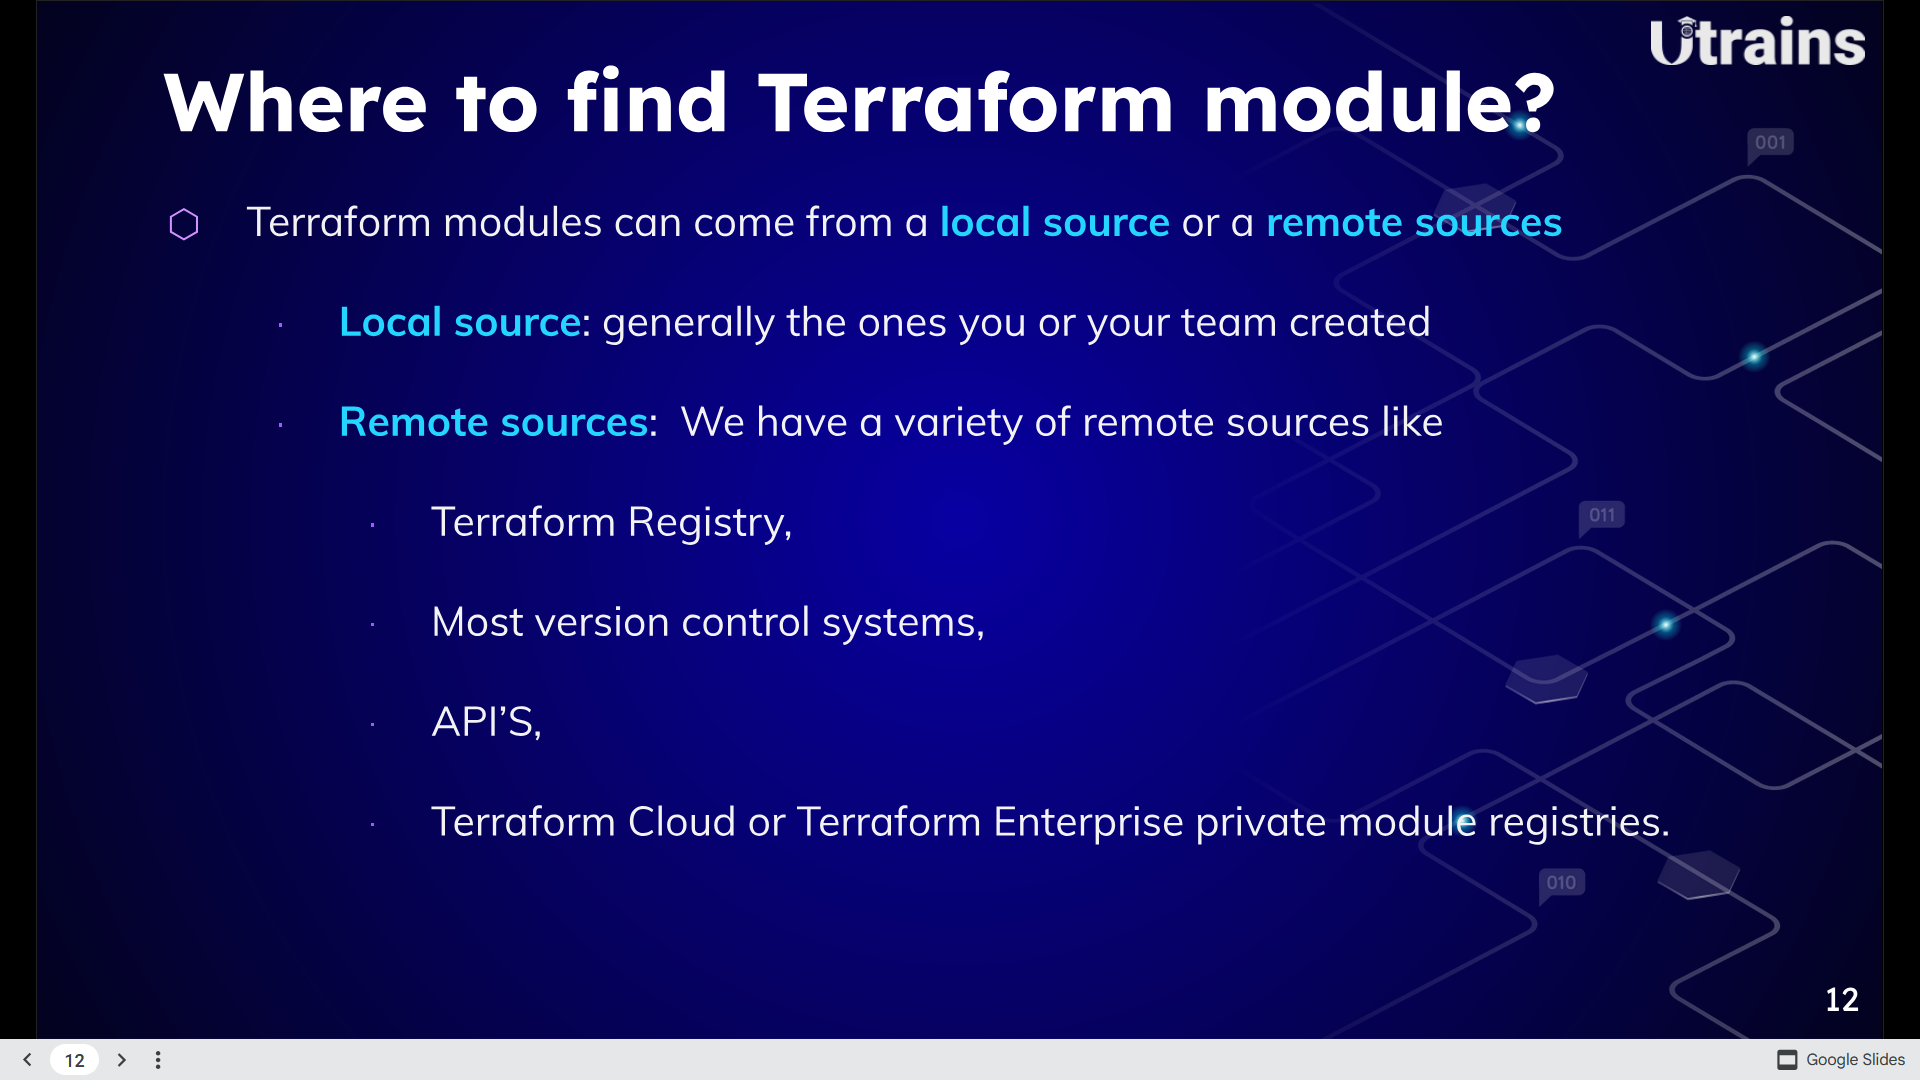 Utrains
Where to find Terraform module?
001
Terraform modules can come from a local source or a remote sources
Local source: generally the ones you or your team created
Remote sources:  We have a variety of remote sources like
Terraform Registry,
011
Most version control systems,
API’S,
Terraform Cloud or Terraform Enterprise private module registries.
010
12
12
Google Slides